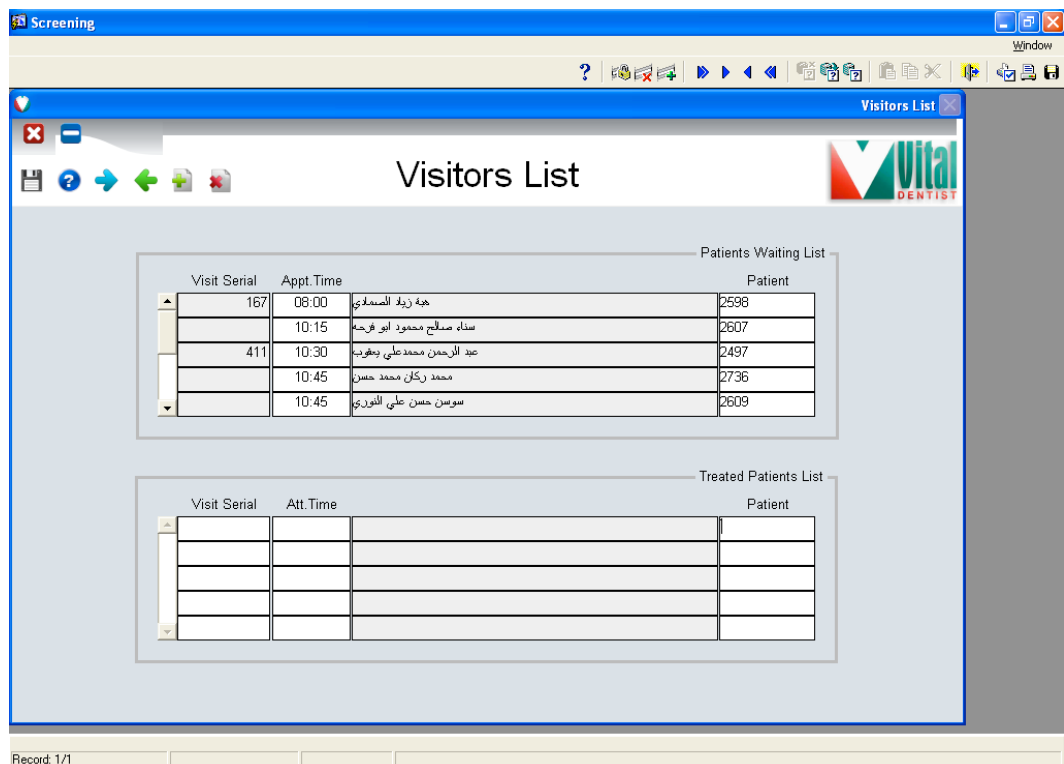 Screening
Window
Visitors List
Visitors List
Vital
DENTIST
Patients Waiting List
Visit Serial Appt.Time Patient
167 08:00 هبة زياد الصمادي 2598
10:15 سناء صالح محمود ابو فرحه 2607
411 10:30 عبد الرحمن محمدعلي يعقوب 2497
10:45 محمد ركان محمد حسن 2736
10:45 سوسن حسن علي النوري 2609
Treated Patients List
Visit Serial Att.Time Patient
Record: 1/1